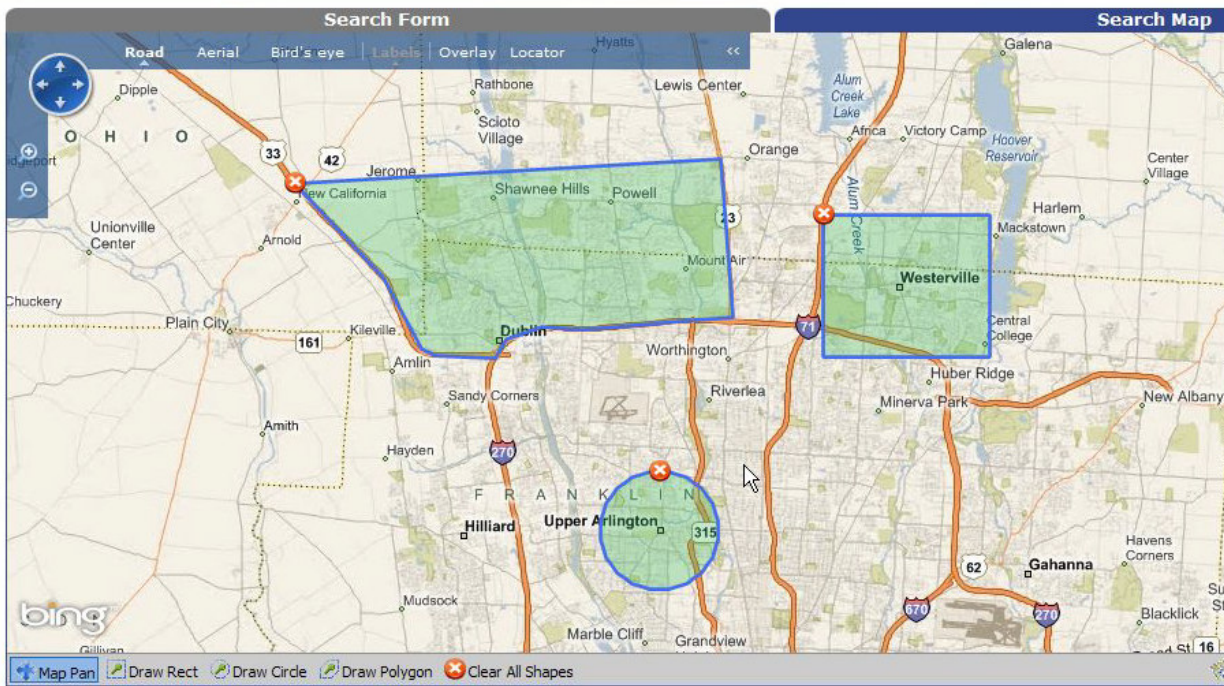 Search Form
Search Map
Road Aerial Bird's eye Labels Overlay Locator <<
Hyatts
Galena
Dipple
Rathbone
Lewis Center
Alum Creek Lake
OHIO
Scioto Village
Africa
Victory Camp
Hoover Reservoir
33
42
Orange
Jerome
Center Village
New California
Shawnee Hills
Powell
Alum Creek
23
Harlem
Unionville Center
Arnold
Mackstown
Mount Air
Westerville
Chuckery
Plain City
Kileville
161
Dublin
71
Central College
Amlin
Worthington
Huber Ridge
Sandy Corners
Riverlea
Minerva Park
New Albany
Amith
Hayden
270
FRANKLIN
Hilliard
Upper Arlington
315
Havens Corners
62
Gahanna
Mudsock
670
270
Blacklick
bing
Marble Cliff
Grandview
Gillivan
16
Map Pan Draw Rect Draw Circle Draw Polygon Clear All Shapes